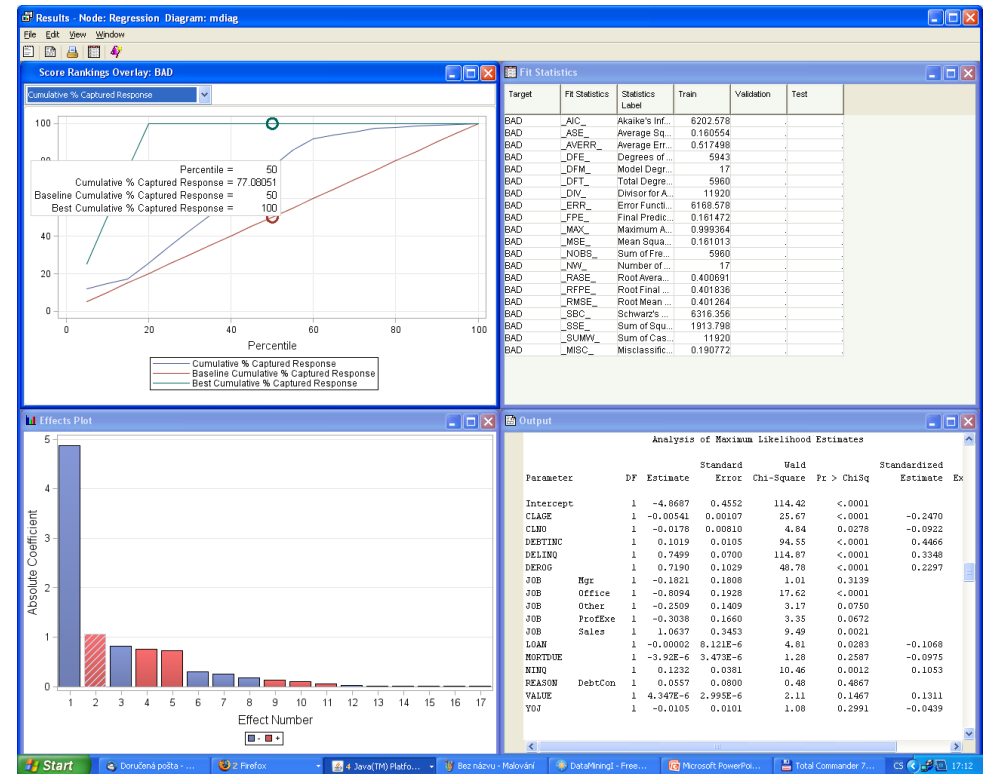 Results - Node: Regression Diagram: mdiag
File Edit View Window
Score Rankings Overlay: BAD
Cumulative % Captured Response
100
80
40
20
0
Percentile = 50
Cumulative % Captured Response = 77.08051
Baseline Cumulative % Captured Response = 50
Best Cumulative % Captured Response = 100
0 20 40 60 80 100
Percentile
Cumulative % Captured Response
Baseline Cumulative % Captured Response
Best Cumulative % Captured Response
Fit Statistics
Target Fit Statistics Statistics Label Train Validation Test
BAD _AIC_ Akaike's Inf... 6202.578 . .
BAD _ASE_ Average Sq... 0.160554 . .
BAD _AVERR_ Average Err... 0.517498 . .
BAD _DFE_ Degrees of ... 5943 . .
BAD _DFM_ Model Degr... 17 . .
BAD _DFT_ Total Degre... 5960 . .
BAD _DIV_ Divisor for A... 11920 . .
BAD _ERR_ Error Functi... 6168.578 . .
BAD _FPE_ Final Predic... 0.161472 . .
BAD _MAX_ Maximum A... 0.999364 . .
BAD _MSE_ Mean Squa... 0.161013 . .
BAD _NOBS_ Sum of Fre... 5960 . .
BAD _NW_ Number of ... 17 . .
BAD _RASE_ Root Avera... 0.400691 . .
BAD _RFPE_ Root Final ... 0.401836 . .
BAD _RMSE_ Root Mean ... 0.401264 . .
BAD _SBC_ Schwarz's ... 6316.356 . .
BAD _SSE_ Sum of Squ... 1913.798 . .
BAD _SUMW_ Sum of Cas... 11920 . .
BAD _MISC_ Misclassific... 0.190772 . .
Effects Plot
Absolute Coefficient
5
4
3
2
1
0
1 2 3 4 5 6 7 8 9 10 11 12 13 14 15 16 17
Effect Number
- +
Output
Analysis of Maximum Likelihood Estimates
Standard Wald Standardized
Parameter DF Estimate Error Chi-Square Pr > ChiSq Estimate Ex
Intercept 1 -4.8687 0.4552 114.42 <.0001
CLAGE 1 -0.00541 0.00107 25.67 <.0001 -0.2470
CLNO 1 -0.0178 0.00810 4.84 0.0278 -0.0922
DEBTINC 1 0.1019 0.0105 94.55 <.0001 0.4466
DELINQ 1 0.7499 0.0700 114.87 <.0001 0.3348
DEROG 1 0.7190 0.1029 48.78 <.0001 0.2297
JOB Mgr 1 -0.1821 0.1808 1.01 0.3139
JOB Office 1 -0.8094 0.1928 17.62 <.0001
JOB Other 1 -0.2509 0.1409 3.17 0.0750
JOB ProfExe 1 -0.3038 0.1660 3.35 0.0672
JOB Sales 1 1.0637 0.3453 9.49 0.0021
LOAN 1 -0.00002 8.121E-6 4.81 0.0283 -0.1068
MORTDUE 1 -3.92E-6 3.473E-6 1.28 0.2587 -0.0975
NINQ 1 0.1232 0.0381 10.46 0.0012 0.1053
REASON DebtCon 1 0.0557 0.0800 0.48 0.4867
VALUE 1 4.347E-6 2.995E-6 2.11 0.1467 0.1311
YOJ 1 -0.0105 0.0101 1.08 0.2991 -0.0439
Start Doručená pošta - ... 2 Firefox 4 Java(TM) Platfo... Bez názvu - Malování DataMiningI - Free... Microsoft PowerPoi... Total Commander 7... CS 17:12